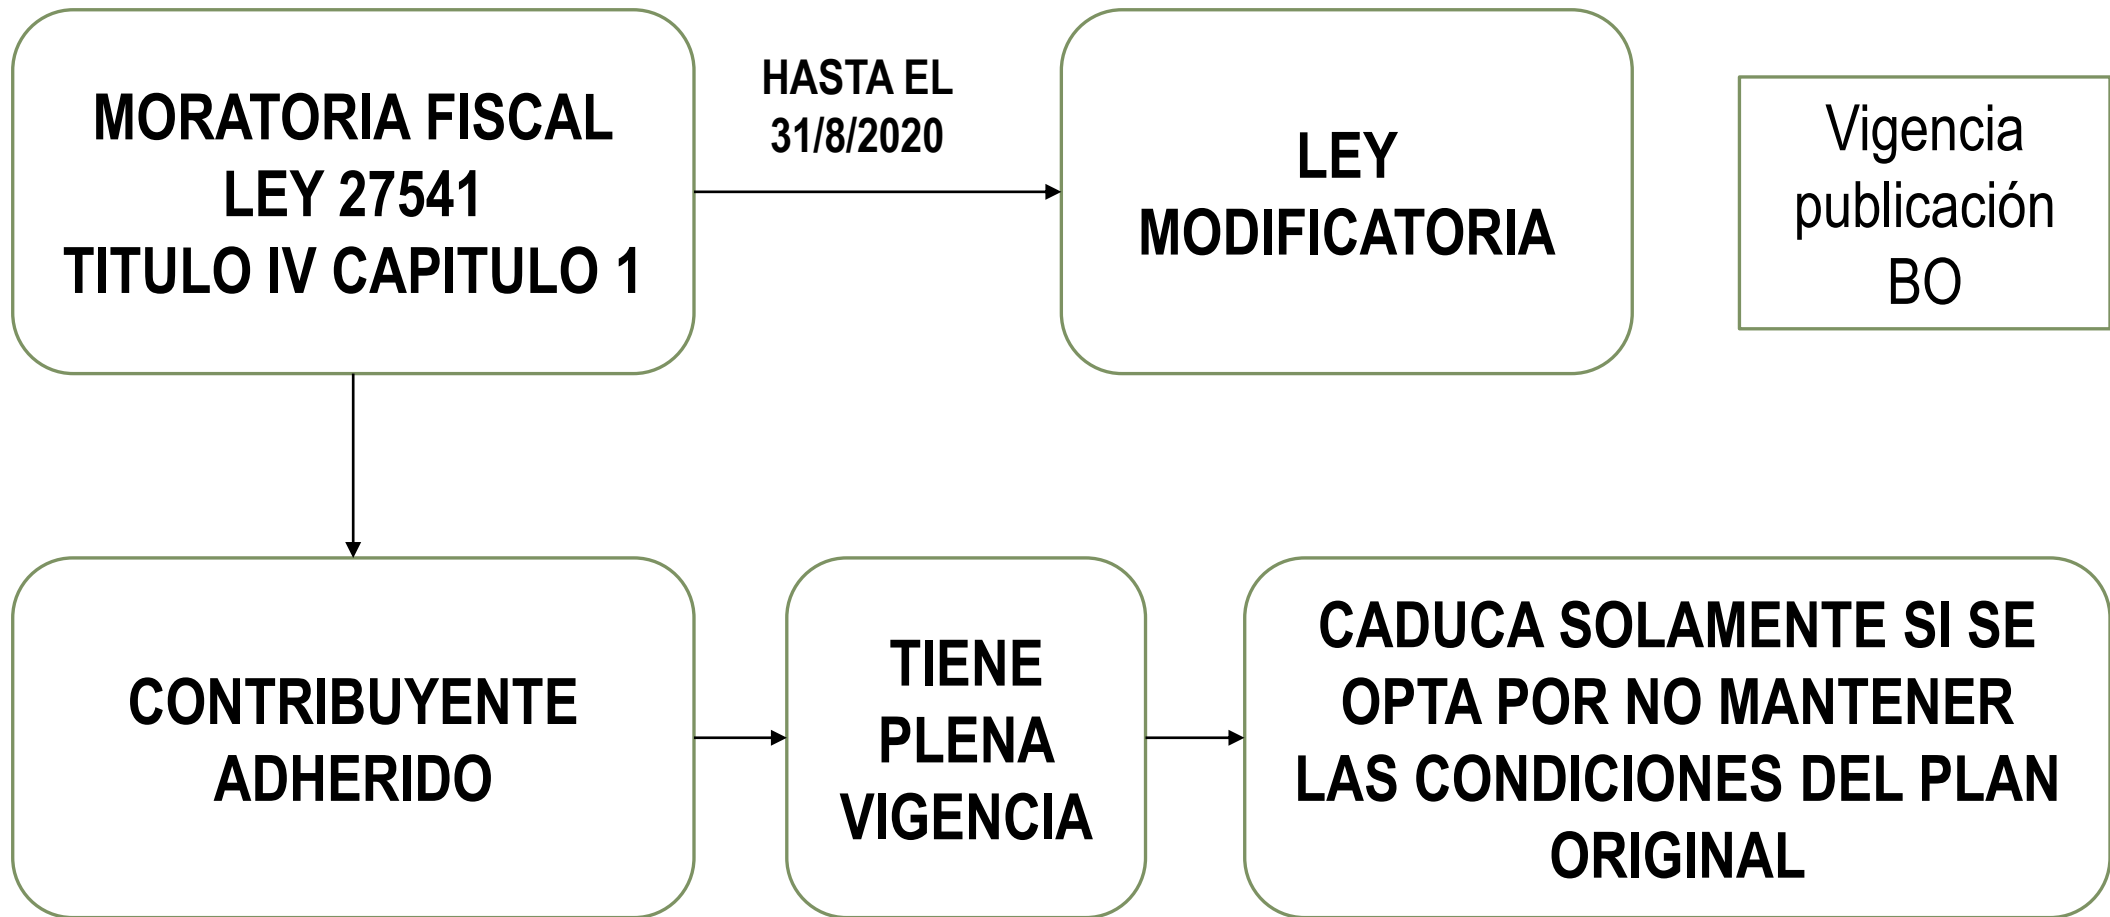 MORATORIA FISCAL
LEY 27541
TITULO IV CAPITULO 1
HASTA EL
31/8/2020
LEY
MODIFICATORIA
Vigencia
publicación
BO
CONTRIBUYENTE
ADHERIDO
TIENE
PLENA
VIGENCIA
CADUCA SOLAMENTE SI SE
OPTA POR NO MANTENER
LAS CONDICIONES DEL PLAN
ORIGINAL